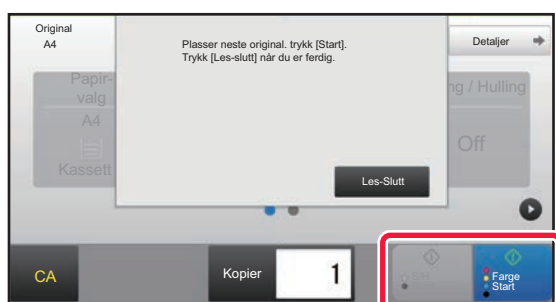 Original
A4
Plasser neste original. trykk [Start].
Trykk [Les-slutt] når du er ferdig.
Detaljer
Papir-
valg
A4
Kassett
ng / Hulling
Off
Les-Slutt
CA
Kopier
1
S/H
Farge
Start